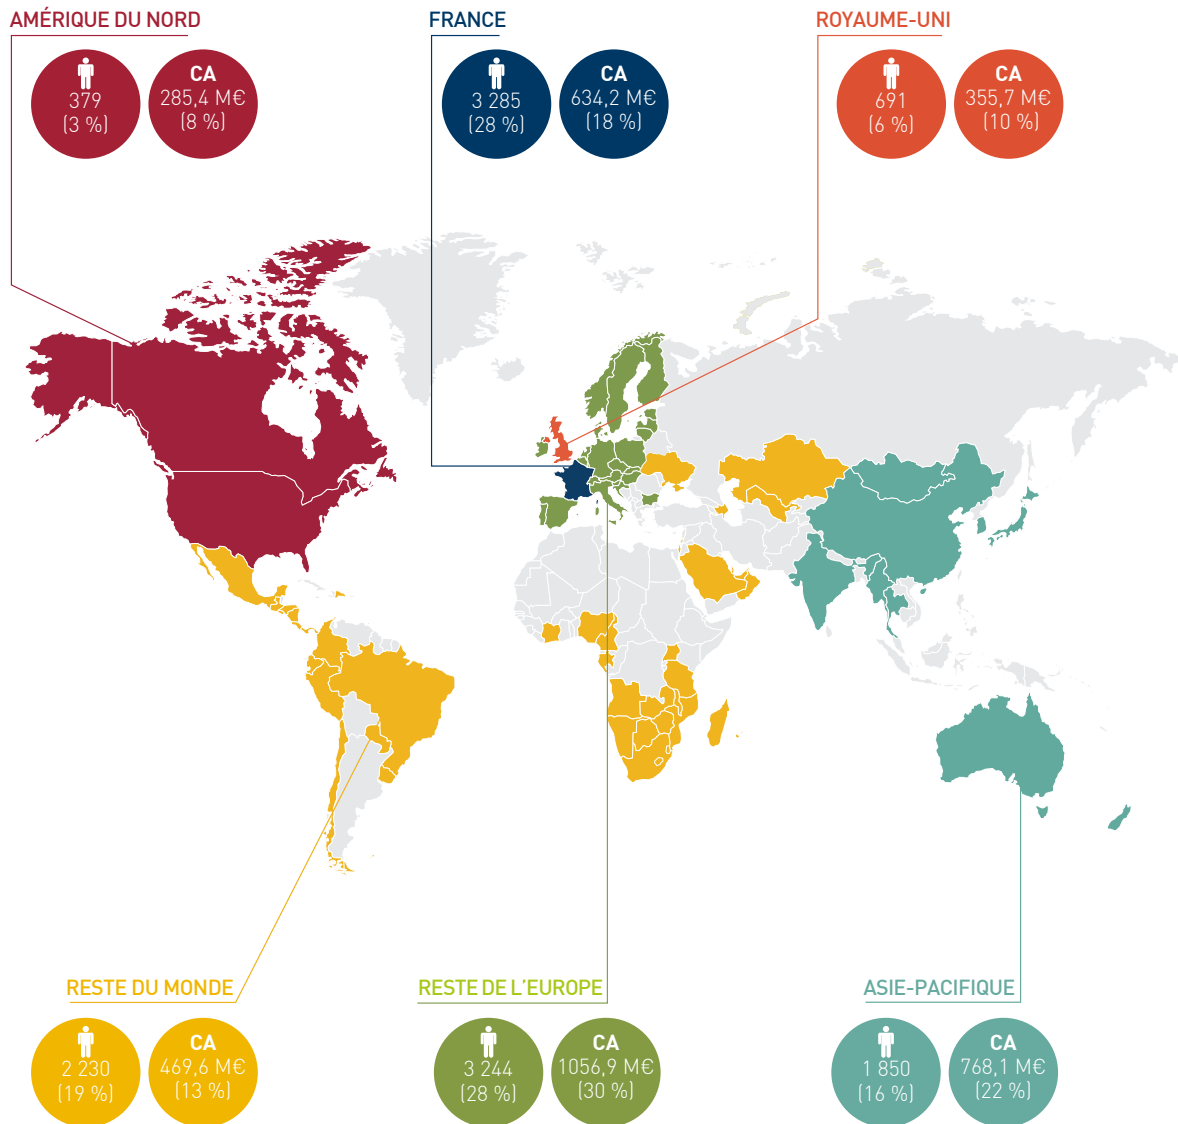 AMÉRIQUE DU NORD
379
(3 %)
CA
285,4 M€
(8 %)
FRANCE
3 285
(28 %)
CA
634,2 M€
(18 %)
ROYAUME-UNI
691
(6 %)
CA
355,7 M€
(10 %)
RESTE DU MONDE
2 230
(19 %)
CA
469,6 M€
(13 %)
RESTE DE L'EUROPE
3 244
(28 %)
CA
1056,9 M€
(30 %)
ASIE-PACIFIQUE
1 850
(16 %)
CA
768,1 M€
(22 %)